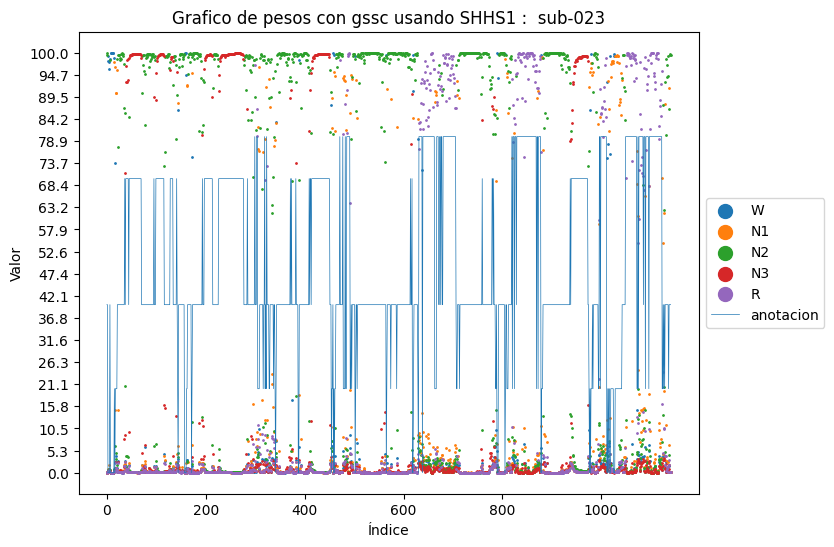 Grafico de pesos con gssc usando SHHS1 :  sub-023
Valor
100.0
94.7
89.5
84.2
78.9
73.7
68.4
63.2
57.9
52.6
47.4
42.1
36.8
31.6
26.3
21.1
15.8
10.5
5.3
0.0
0
200
400
600
800
1000
Índice
W
N1
N2
N3
R
anotacion